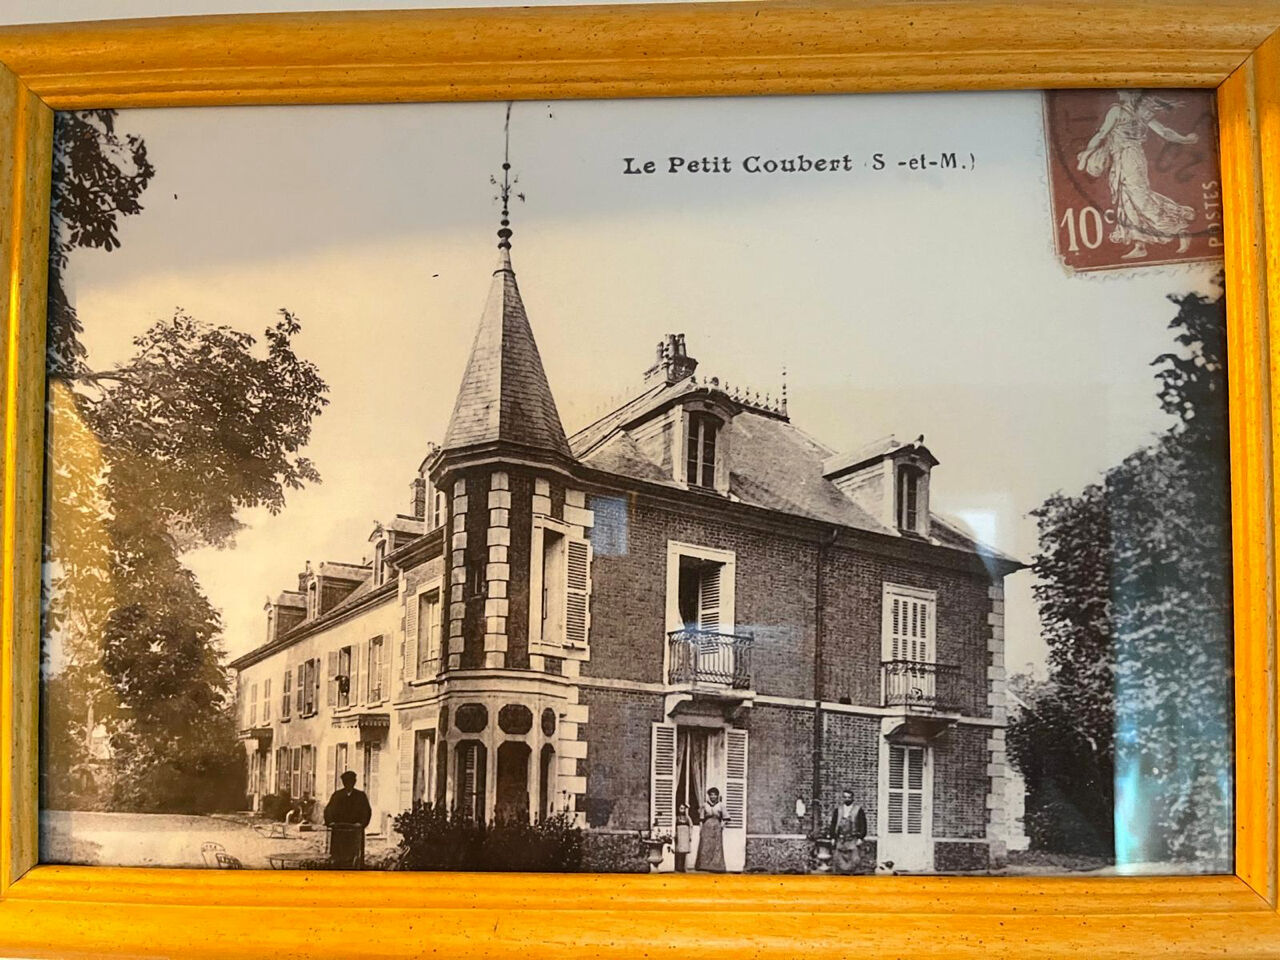 Le Petit Coubert (S -et-M.)
10c
POSTES